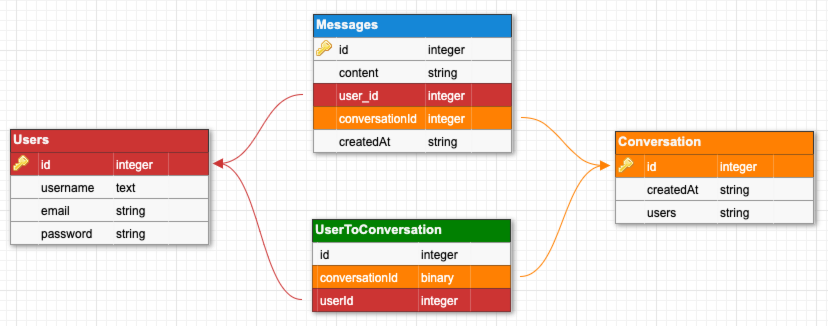 Messages
id integer
content string
user_id integer
conversationId integer
createdAt string
Users
id integer
username text
email string
password string
Conversation
id integer
createdAt string
users string
UserToConversation
id integer
conversationId binary
userId integer